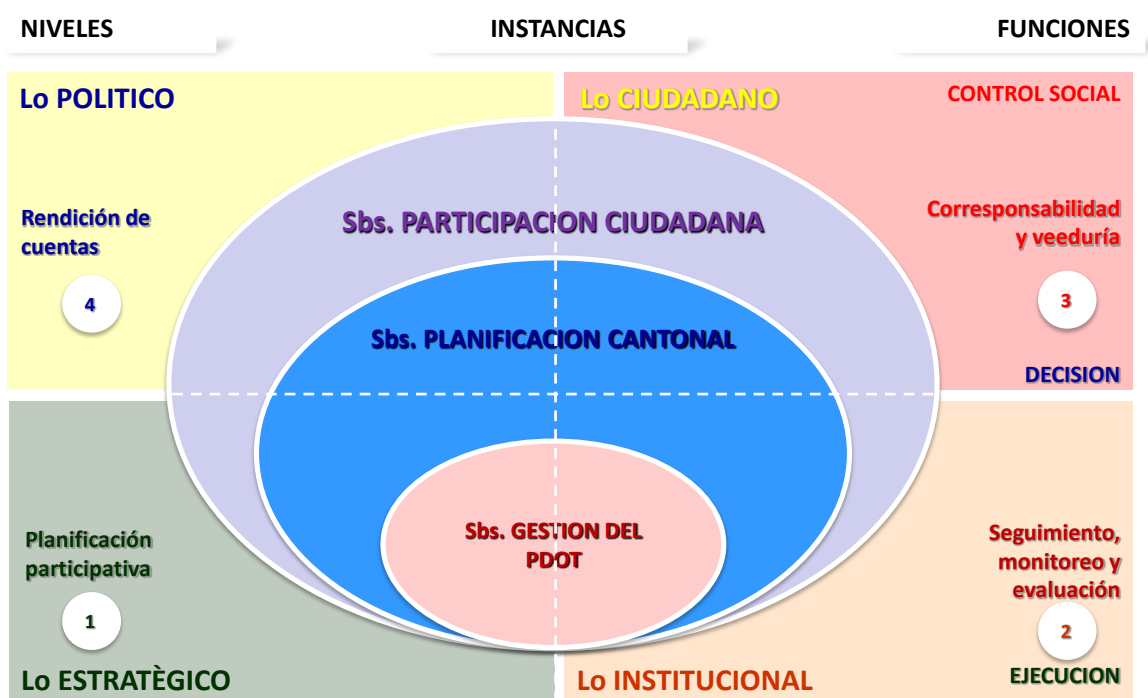 NIVELES
INSTANCIAS
FUNCIONES
Lo POLITICO
Lo CIUDADANO
CONTROL SOCIAL
Rendición de
cuentas
4
Sbs. PARTICIPACION CIUDADANA
Corresponsabilidad
y veeduría
3
Sbs. PLANIFICACION CANTONAL
DECISION
Planificación
participativa
1
Sbs. GESTION DEL
PDOT
Seguimiento,
monitoreo y
evaluación
2
Lo ESTRATÈGICO
Lo INSTITUCIONAL
EJECUCION